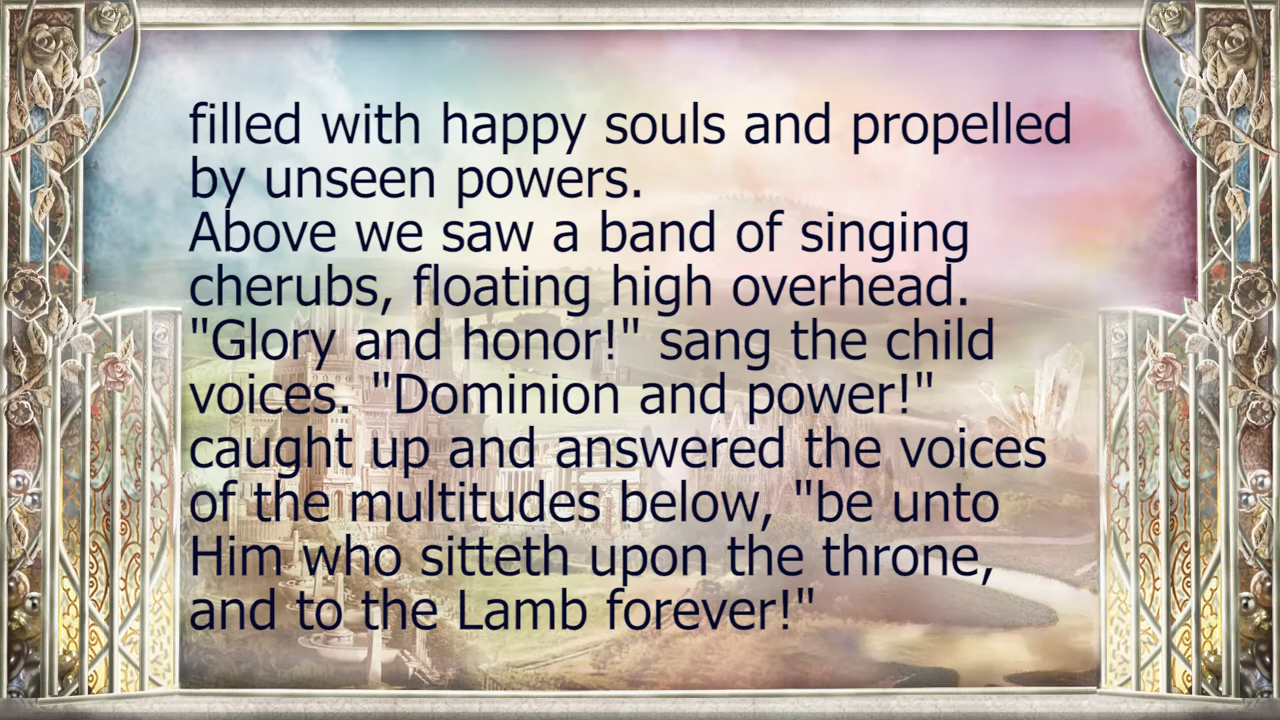 filled with happy souls and propelled
by unseen powers.
Above we saw a band of singing
cherubs, floating high overhead.
"Glory and honor!" sang the child
voices. "Dominion and power!"
caught up and answered the voices
of the multitudes below, "be unto
Him who sitteth upon the throne,
and to the Lamb forever!"